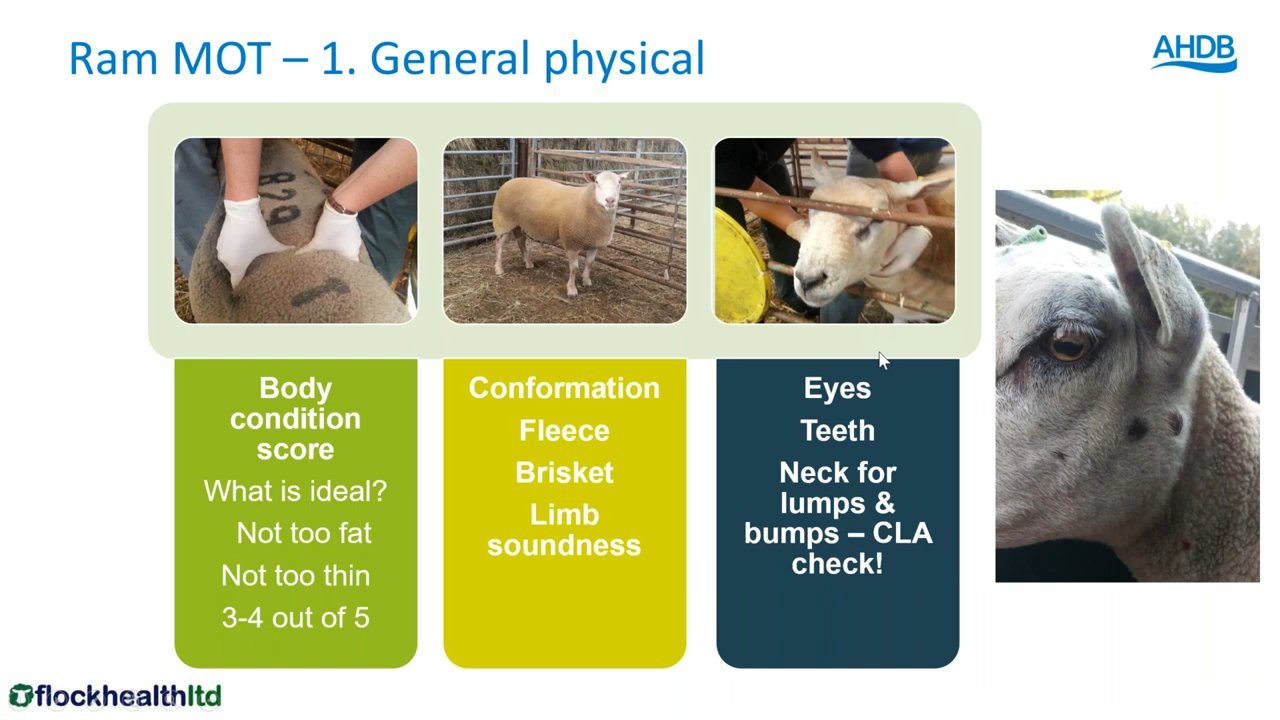 Ram MOT – 1. General physical
AHDB
829
Body
condition
score
What is ideal?
Not too fat
Not too thin
3-4 out of 5
Conformation
Fleece
Brisket
Limb
soundness
Eyes
Teeth
Neck for
lumps &
bumps – CLA
check!
flockhealthltd